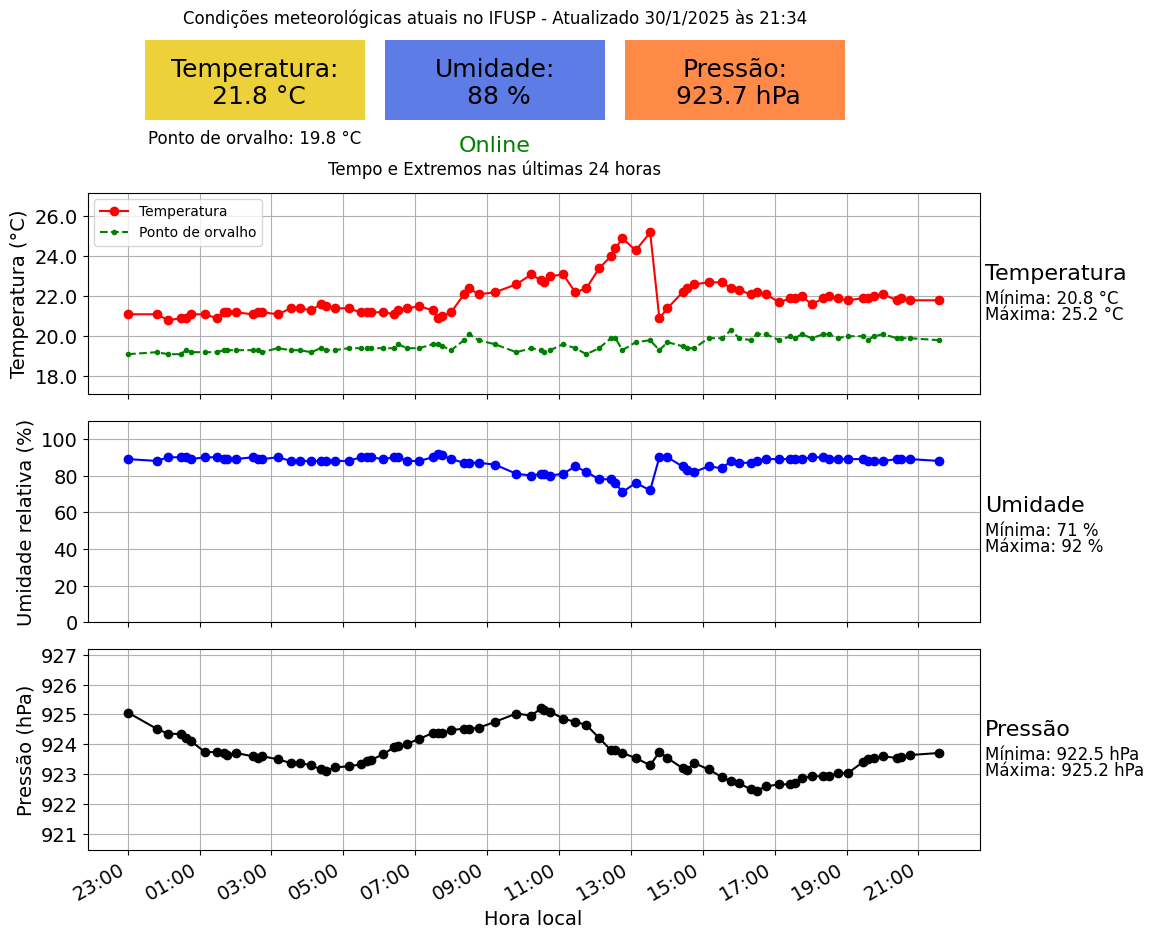 Condições meteorológicas atuais no IFUSP - Atualizado 30/1/2025 às 21:34
Temperatura:
21.8 °C
Umidade:
88 %
Pressão:
923.7 hPa
Ponto de orvalho: 19.8 °C
Online
Tempo e Extremos nas últimas 24 horas
Temperatura (°C)
26.0
24.0
22.0
20.0
18.0
Temperatura
Ponto de orvalho
Temperatura
Mínima: 20.8 °C
Máxima: 25.2 °C
Umidade relativa (%)
100
80
60
40
20
0
Umidade
Mínima: 71 %
Máxima: 92 %
Pressão (hPa)
927
926
925
924
923
922
921
Pressão
Mínima: 922.5 hPa
Máxima: 925.2 hPa
23:00 01:00 03:00 05:00 07:00 09:00 11:00 13:00 15:00 17:00 19:00 21:00
Hora local